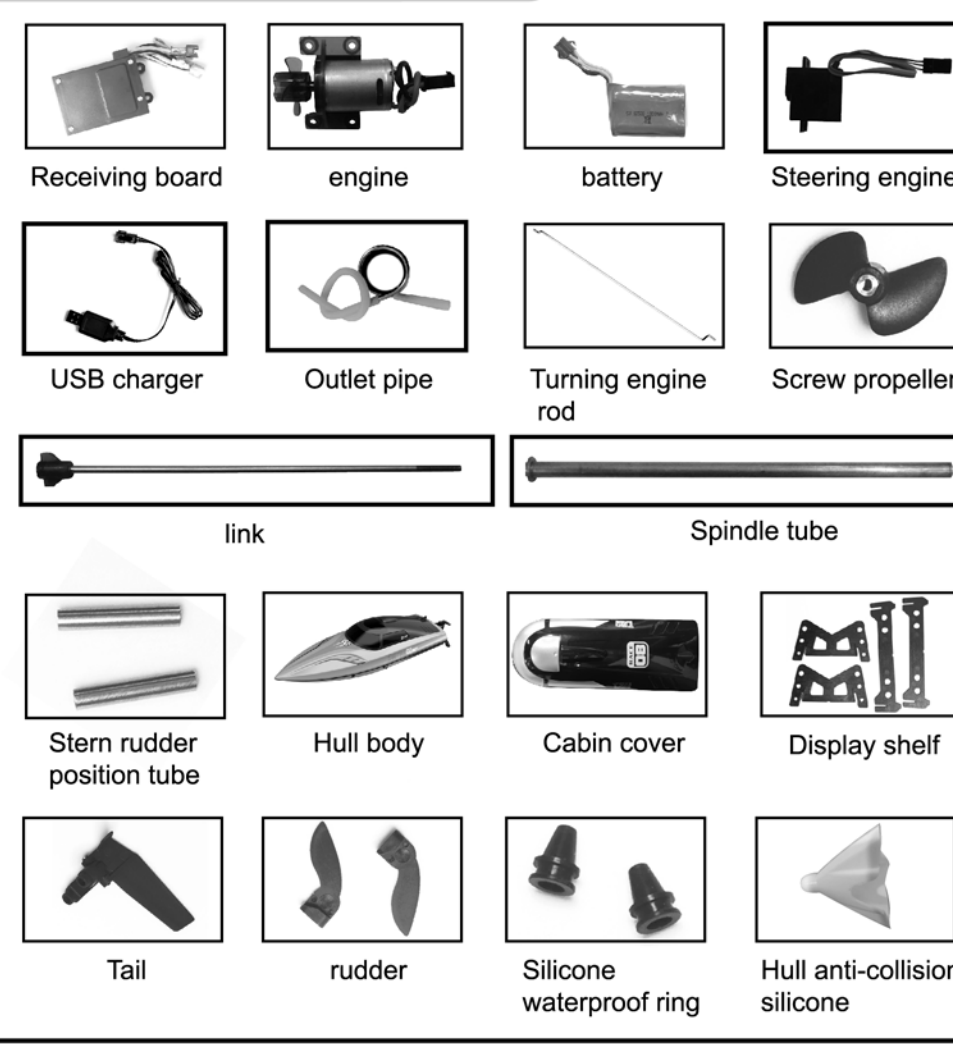 Receiving board
engine
battery
Steering engine
USB charger
Outlet pipe
Turning engine
rod
Screw propeller
link
Spindle tube
Stern rudder
position tube
Hull body
Cabin cover
Display shelf
Tail
rudder
Silicone
waterproof ring
Hull anti-collision
silicone